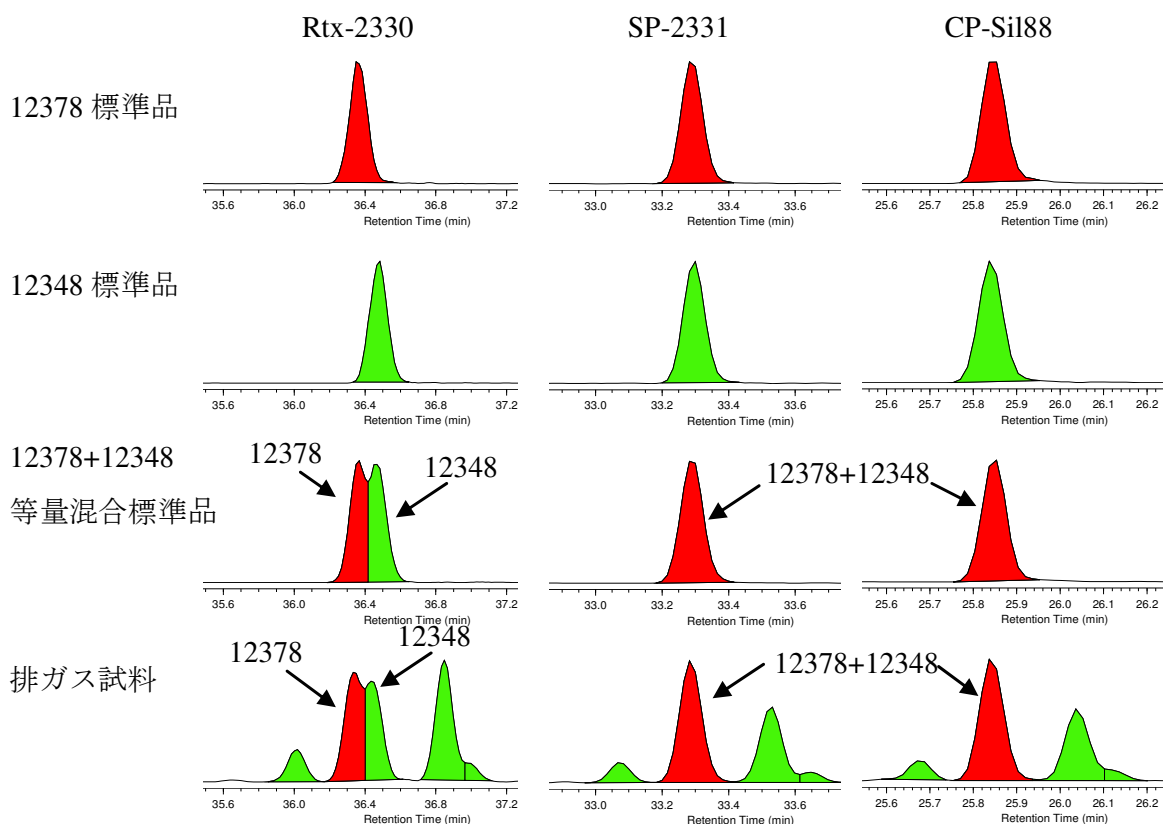 Rtx-2330 SP-2331 CP-Sil88
12378 標準品
35.6 36.0 36.4 36.8 37.2 33.0 33.2 33.4 33.6 25.6 25.7 25.8 25.9 26.0 26.1 26.2
Retention Time (min) Retention Time (min) Retention Time (min)
12348 標準品
35.6 36.0 36.4 36.8 37.2 33.0 33.2 33.4 33.6 25.6 25.7 25.8 25.9 26.0 26.1 26.2
Retention Time (min) Retention Time (min) Retention Time (min)
12378+12348
等量混合標準品
12378 12348 12378+12348
35.6 36.0 36.4 36.8 37.2 33.0 33.2 33.4 33.6 25.6 25.7 25.8 25.9 26.0 26.1 26.2
Retention Time (min) Retention Time (min) Retention Time (min)
排ガス試料
12378 12348 12378+12348
35.6 36.0 36.4 36.8 37.2 33.0 33.2 33.4 33.6 25.6 25.7 25.8 25.9 26.0 26.1 26.2
Retention Time (min) Retention Time (min) Retention Time (min)